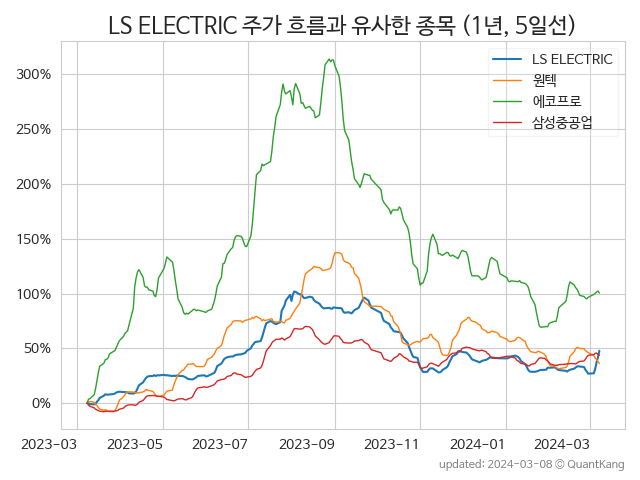 LS ELECTRIC 주가 흐름과 유사한 종목 (1년, 5일선)
LS ELECTRIC
원텍
에코프로
삼성중공업
300%
250%
200%
150%
100%
50%
0%
2023-03
2023-05
2023-07
2023-09
2023-11
2024-01
2024-03
updated: 2024-03-08 © QuantKang